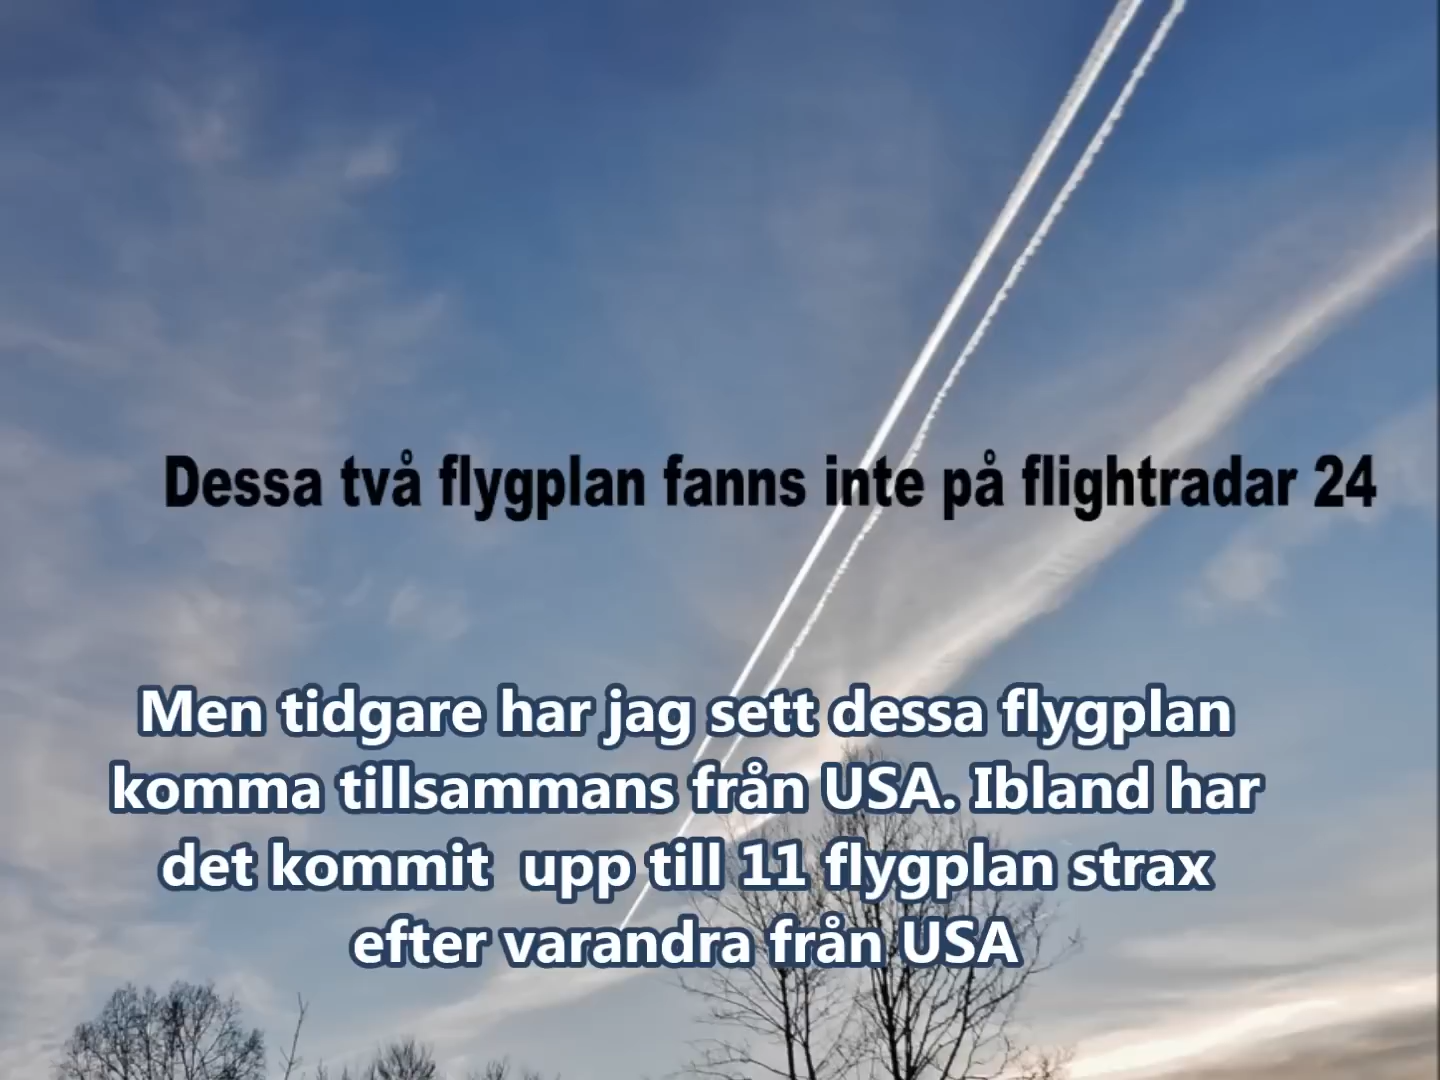 Dessa två flygplan fanns inte på flightradar 24
Men tidgare har jag sett dessa flygplan
komma tillsammans från USA. Ibland har
det kommit  upp till 11 flygplan strax
efter varandra från USA